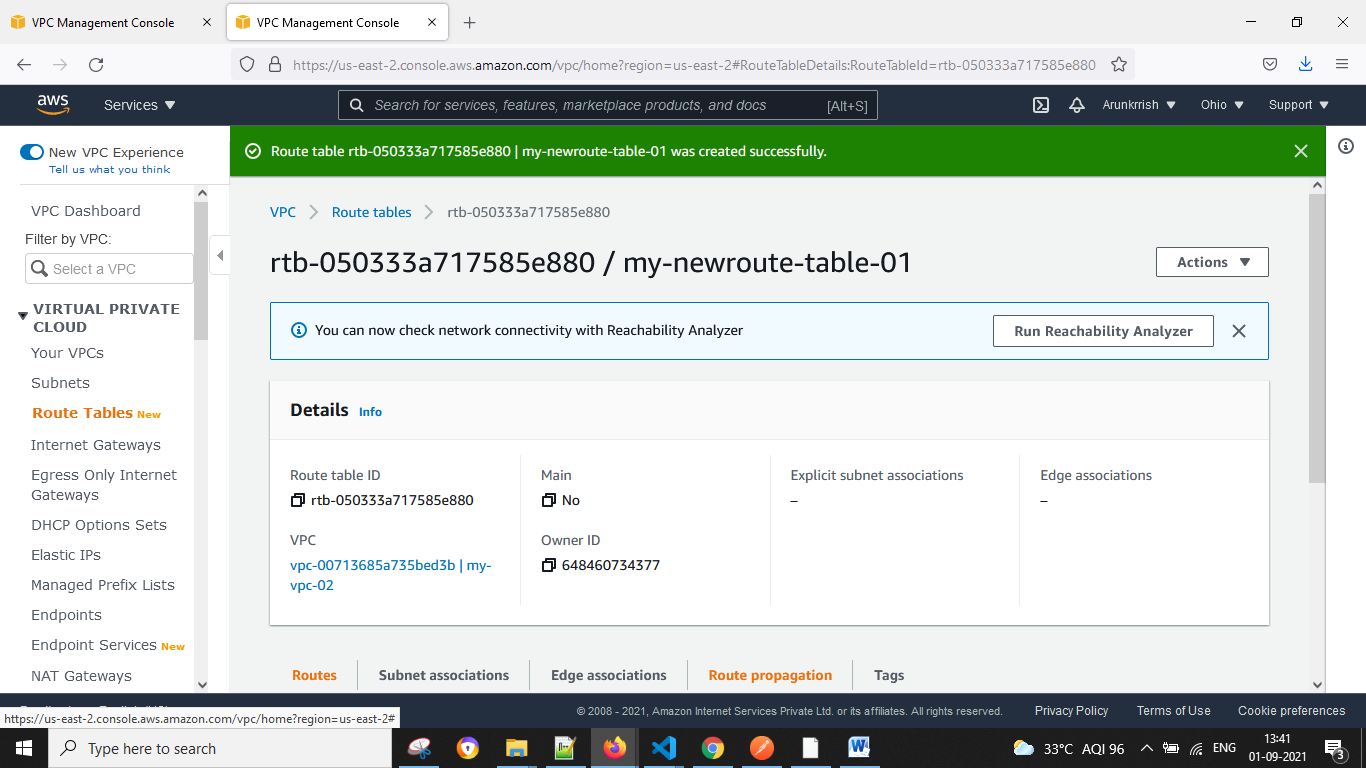 VPC Management Console
VPC Management Console
https://us-east-2.console.aws.amazon.com/vpc/home?region=us-east-2#RouteTableDetails:RouteTableId=rtb-050333a717585e880
aws
Services
Search for services, features, marketplace products, and docs
[Alt+S]
Arunkrrish
Ohio
Support
New VPC Experience
Tell us what you think
Route table rtb-050333a717585e880 | my-newroute-table-01 was created successfully.
VPC Dashboard
Filter by VPC:
Select a VPC
VIRTUAL PRIVATE
CLOUD
Your VPCs
Subnets
Route Tables New
Internet Gateways
Egress Only Internet
Gateways
DHCP Options Sets
Elastic IPs
Managed Prefix Lists
Endpoints
Endpoint Services New
NAT Gateways
VPC
Route tables
rtb-050333a717585e880
rtb-050333a717585e880 / my-newroute-table-01
Actions
You can now check network connectivity with Reachability Analyzer
Run Reachability Analyzer
Details Info
Route table ID
rtb-050333a717585e880
Main
No
Explicit subnet associations
–
Edge associations
–
VPC
vpc-00713685a735bed3b | my-
vpc-02
Owner ID
648460734377
Routes
Subnet associations
Edge associations
Route propagation
Tags
https://us-east-2.console.aws.amazon.com/vpc/home?region=us-east-2#
© 2008 - 2021, Amazon Internet Services Private Ltd. or its affiliates. All rights reserved.
Privacy Policy
Terms of Use
Cookie preferences
Type here to search
33°C AQI 96
ENG
13:41
01-09-2021
3